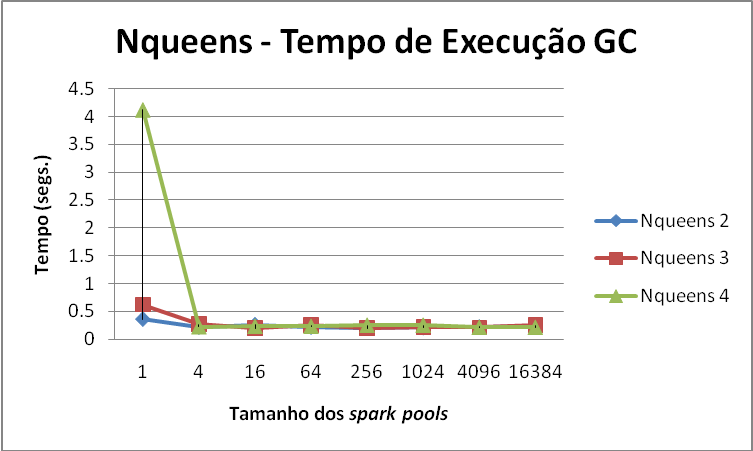 Nqueens - Tempo de Execução GC
4.5
4
3.5
3
2.5
2
1.5
1
0.5
0
Tempo (segs.)
1 4 16 64 256 1024 4096 16384
Tamanho dos spark pools
Nqueens 2
Nqueens 3
Nqueens 4